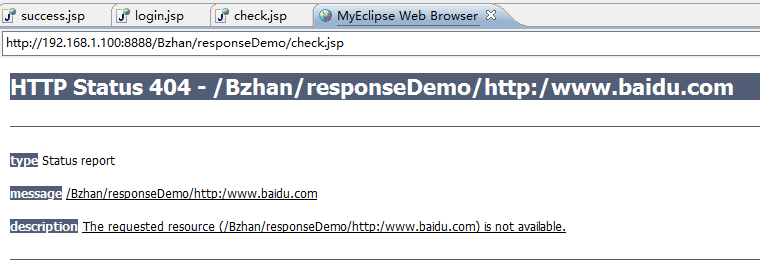 success.jsp login.jsp check.jsp MyEclipse Web Browser
http://192.168.1.100:8888/Bzhan/responseDemo/check.jsp
HTTP Status 404 - /Bzhan/responseDemo/http:/www.baidu.com
type Status report
message /Bzhan/responseDemo/http:/www.baidu.com
description The requested resource (/Bzhan/responseDemo/http:/www.baidu.com) is not available.